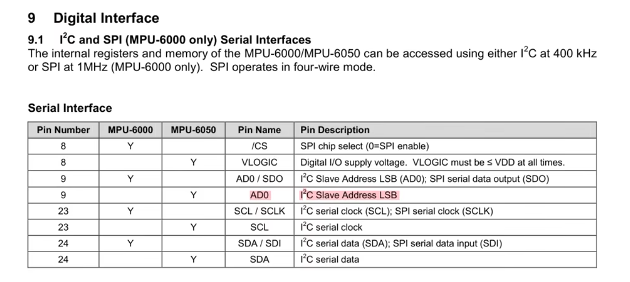 9 Digital Interface
9.1 I²C and SPI (MPU-6000 only) Serial Interfaces
The internal registers and memory of the MPU-6000/MPU-6050 can be accessed using either I²C at 400 kHz
or SPI at 1MHz (MPU-6000 only). SPI operates in four-wire mode.
Serial Interface
Pin Number MPU-6000 MPU-6050 Pin Name Pin Description
8 Y /CS SPI chip select (0=SPI enable)
8 Y VLOGIC Digital I/O supply voltage. VLOGIC must be ≤ VDD at all times.
9 Y AD0 / SDO I²C Slave Address LSB (AD0); SPI serial data output (SDO)
9 Y AD0 I²C Slave Address LSB
23 Y SCL / SCLK I²C serial clock (SCL); SPI serial clock (SCLK)
23 Y SCL I²C serial clock
24 Y SDA / SDI I²C serial data (SDA); SPI serial data input (SDI)
24 Y SDA I²C serial data